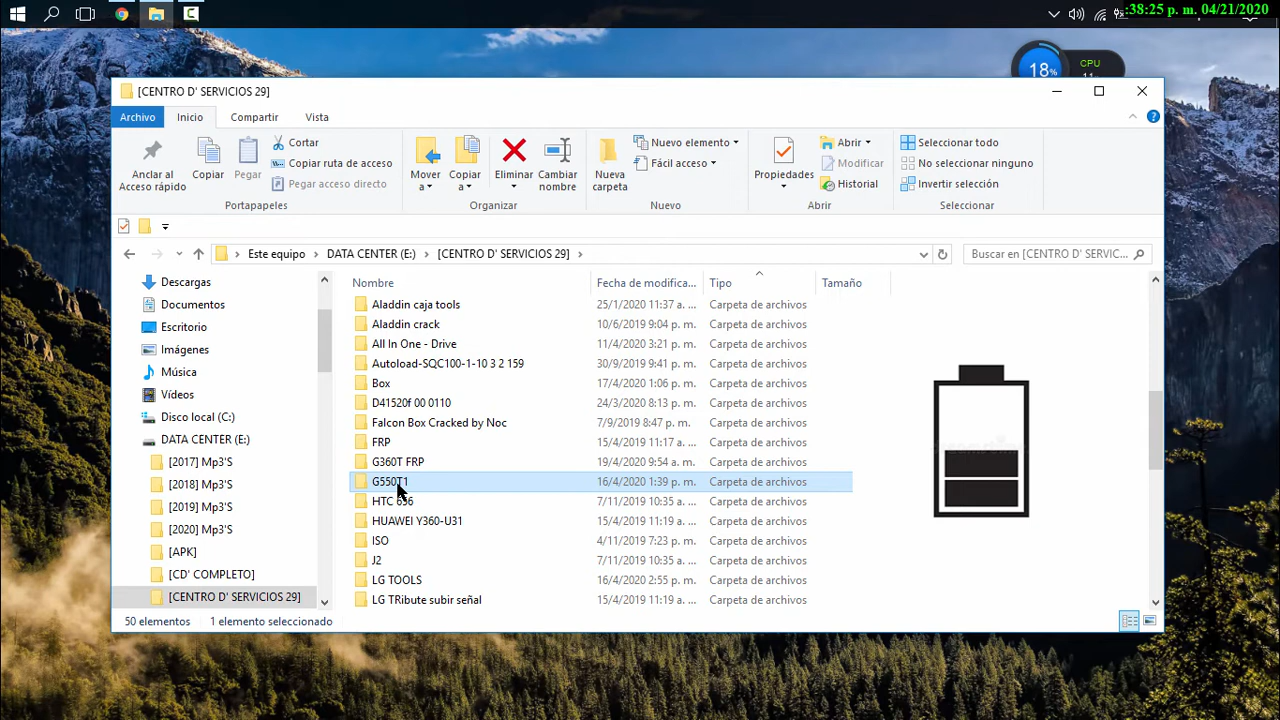 :38:25 p. m. 04/21/2020
18%
CPU
[CENTRO D' SERVICIOS 29]
Archivo Inicio Compartir Vista
Anclar al Acceso rápido
Copiar
Pegar
Cortar
Copiar ruta de acceso
Pegar acceso directo
Portapapeles
Mover a
Copiar a
Eliminar
Cambiar nombre
Organizar
Nueva carpeta
Nuevo elemento
Fácil acceso
Nuevo
Propiedades
Abrir
Modificar
Historial
Abrir
Seleccionar todo
No seleccionar ninguno
Invertir selección
Seleccionar
Este equipo > DATA CENTER (E:) > [CENTRO D' SERVICIOS 29] >
Buscar en [CENTRO D' SERVIC...
Descargas
Documentos
Escritorio
Imágenes
Música
Vídeos
Disco local (C:)
DATA CENTER (E:)
[2017] Mp3'S
[2018] Mp3'S
[2019] Mp3'S
[2020] Mp3'S
[APK]
[CD' COMPLETO]
[CENTRO D' SERVICIOS 29]
Nombre Fecha de modifica... Tipo Tamaño
Aladdin caja tools 25/1/2020 11:37 a. ... Carpeta de archivos
Aladdin crack 10/6/2019 9:04 p. m. Carpeta de archivos
All In One - Drive 11/4/2020 3:21 p. m. Carpeta de archivos
Autoload-SQC100-1-10 3 2 159 30/9/2019 9:41 p. m. Carpeta de archivos
Box 17/4/2020 1:06 p. m. Carpeta de archivos
D41520f 00 0110 24/3/2020 8:13 p. m. Carpeta de archivos
Falcon Box Cracked by Noc 7/9/2019 8:47 p. m. Carpeta de archivos
FRP 15/4/2019 11:17 a. ... Carpeta de archivos
G360T FRP 19/4/2020 9:54 a. m. Carpeta de archivos
G550T1 16/4/2020 1:39 p. m. Carpeta de archivos
HTC 7/11/2019 10:35 a. ... Carpeta de archivos
HUAWEI Y360-U31 15/4/2019 11:19 a. ... Carpeta de archivos
ISO 4/11/2019 7:23 p. m. Carpeta de archivos
J2 7/11/2019 10:35 a. ... Carpeta de archivos
LG TOOLS 16/4/2020 2:55 p. m. Carpeta de archivos
LG TRibute subir señal 15/4/2019 11:19 a. ... Carpeta de archivos
50 elementos 1 elemento seleccionado